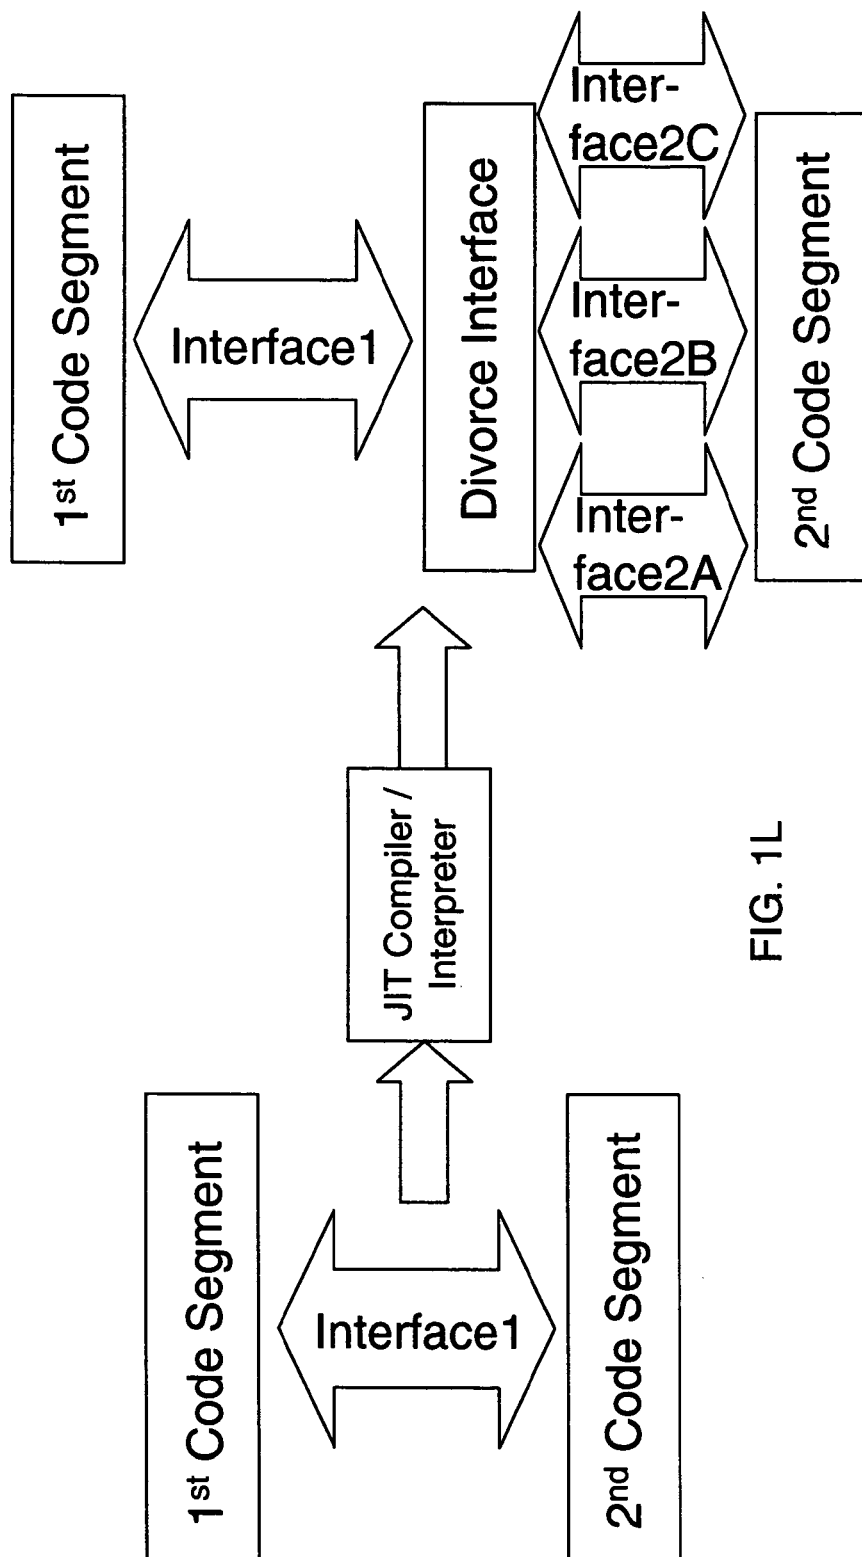 1st Code Segment
Interface1
2nd Code Segment
JIT Compiler /
Interpreter
1st Code Segment
Interface1
Divorce Interface
Inter-
face2A
Inter-
face2B
Inter-
face2C
2nd Code Segment
FIG. 1L